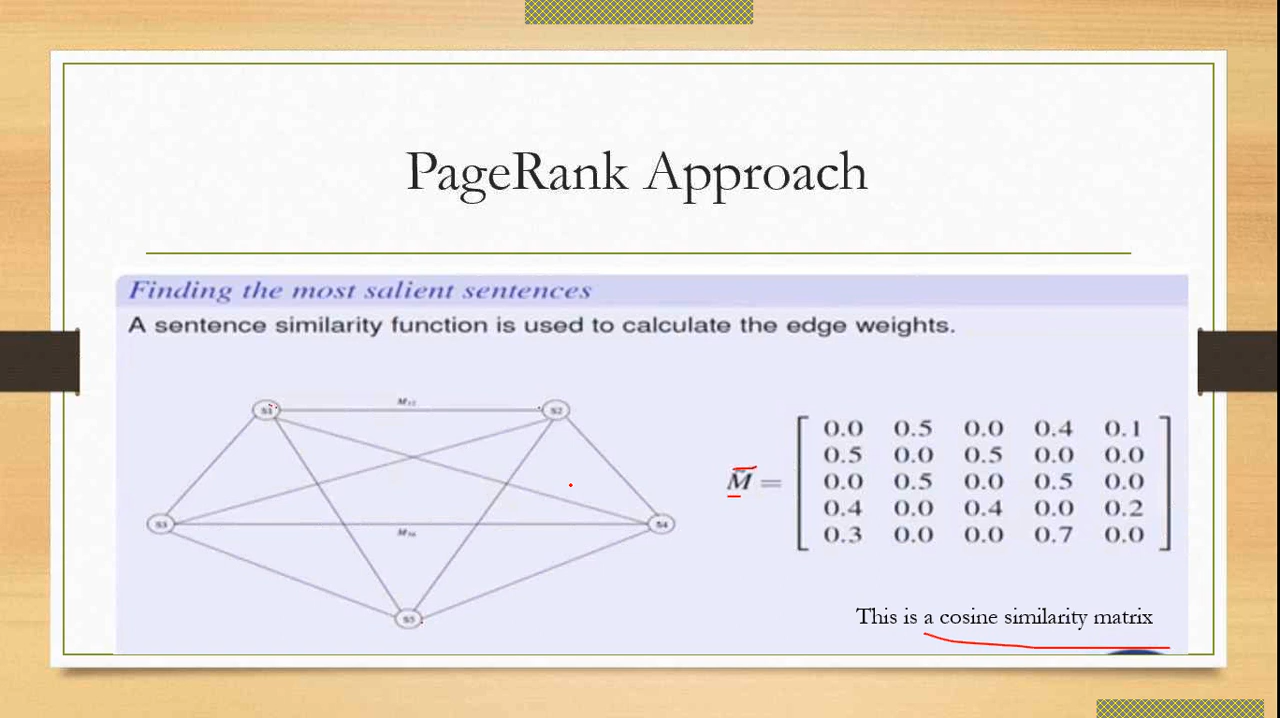 PageRank Approach
Finding the most salient sentences
A sentence similarity function is used to calculate the edge weights.
S1 S2
S3 S4
S5
M =
0.0 0.5 0.0 0.4 0.1
0.5 0.0 0.5 0.0 0.0
0.0 0.5 0.0 0.5 0.0
0.4 0.0 0.4 0.0 0.2
0.3 0.0 0.0 0.7 0.0
This is a cosine similarity matrix